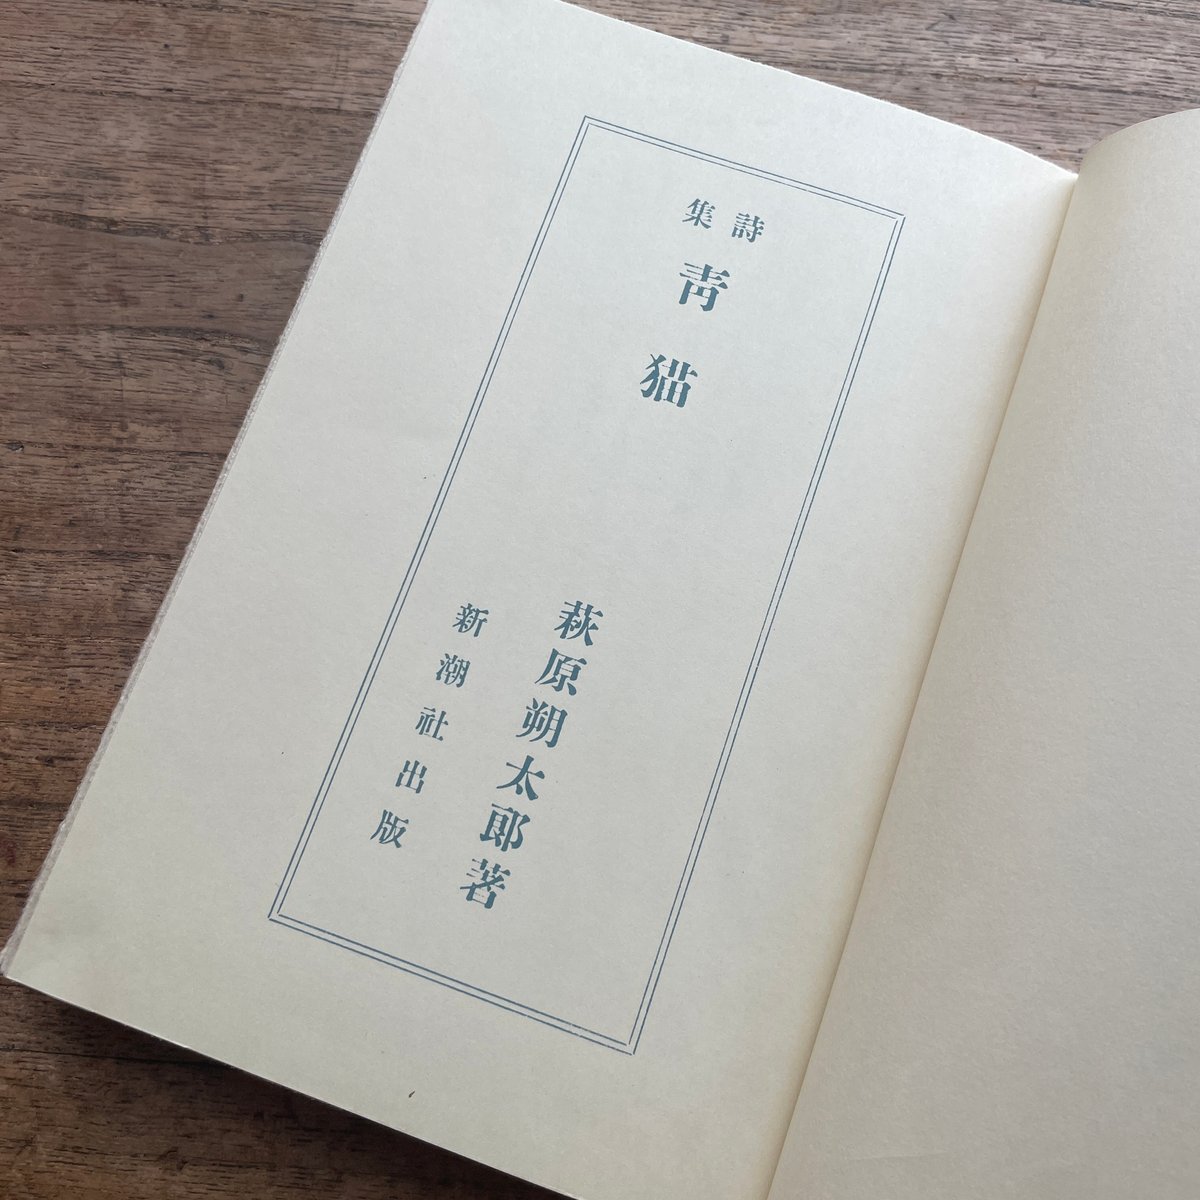 詩集
靑猫
萩原朔太郎著
新潮社出版